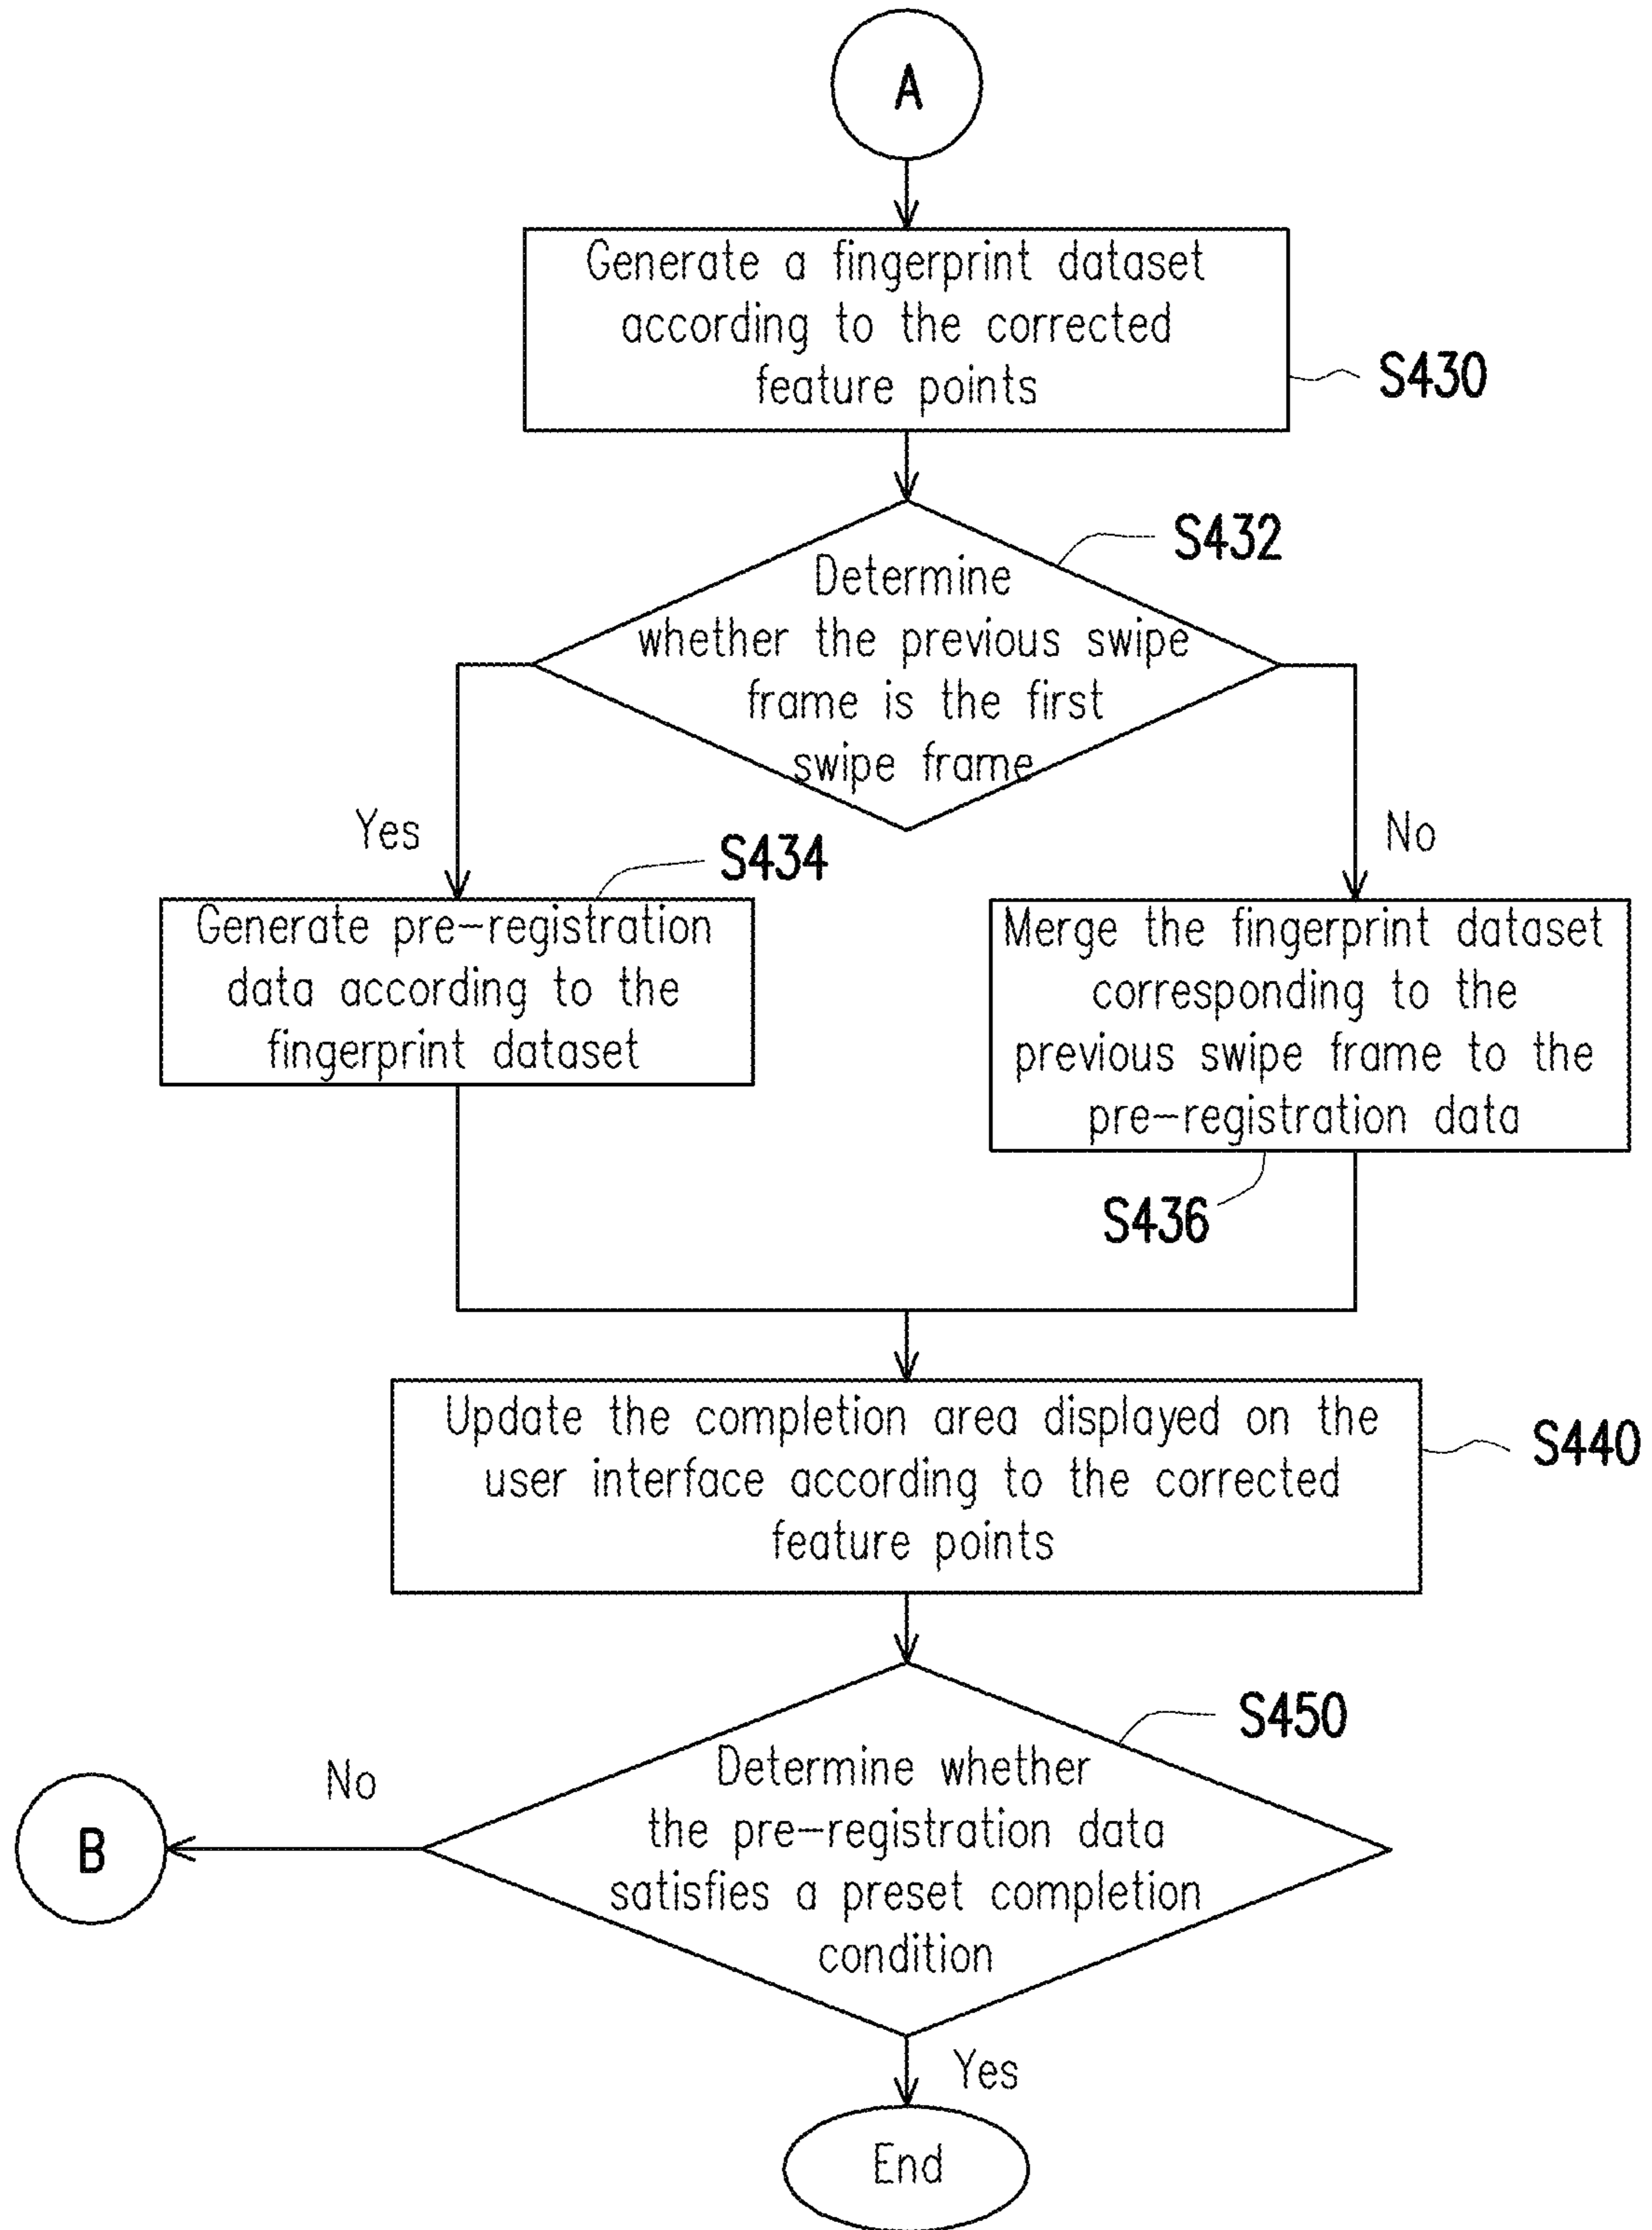 A
Generate a fingerprint dataset
according to the corrected
feature points
S430
S432
Determine
whether the previous swipe
frame is the first
swipe frame
Yes
No
S434
Generate pre-registration
data according to the
fingerprint dataset
Merge the fingerprint dataset
corresponding to the
previous swipe frame to the
pre-registration data
S436
Update the completion area displayed on the
user interface according to the corrected
feature points
S440
S450
Determine whether
the pre-registration data
satisfies a preset completion
condition
No
B
Yes
End